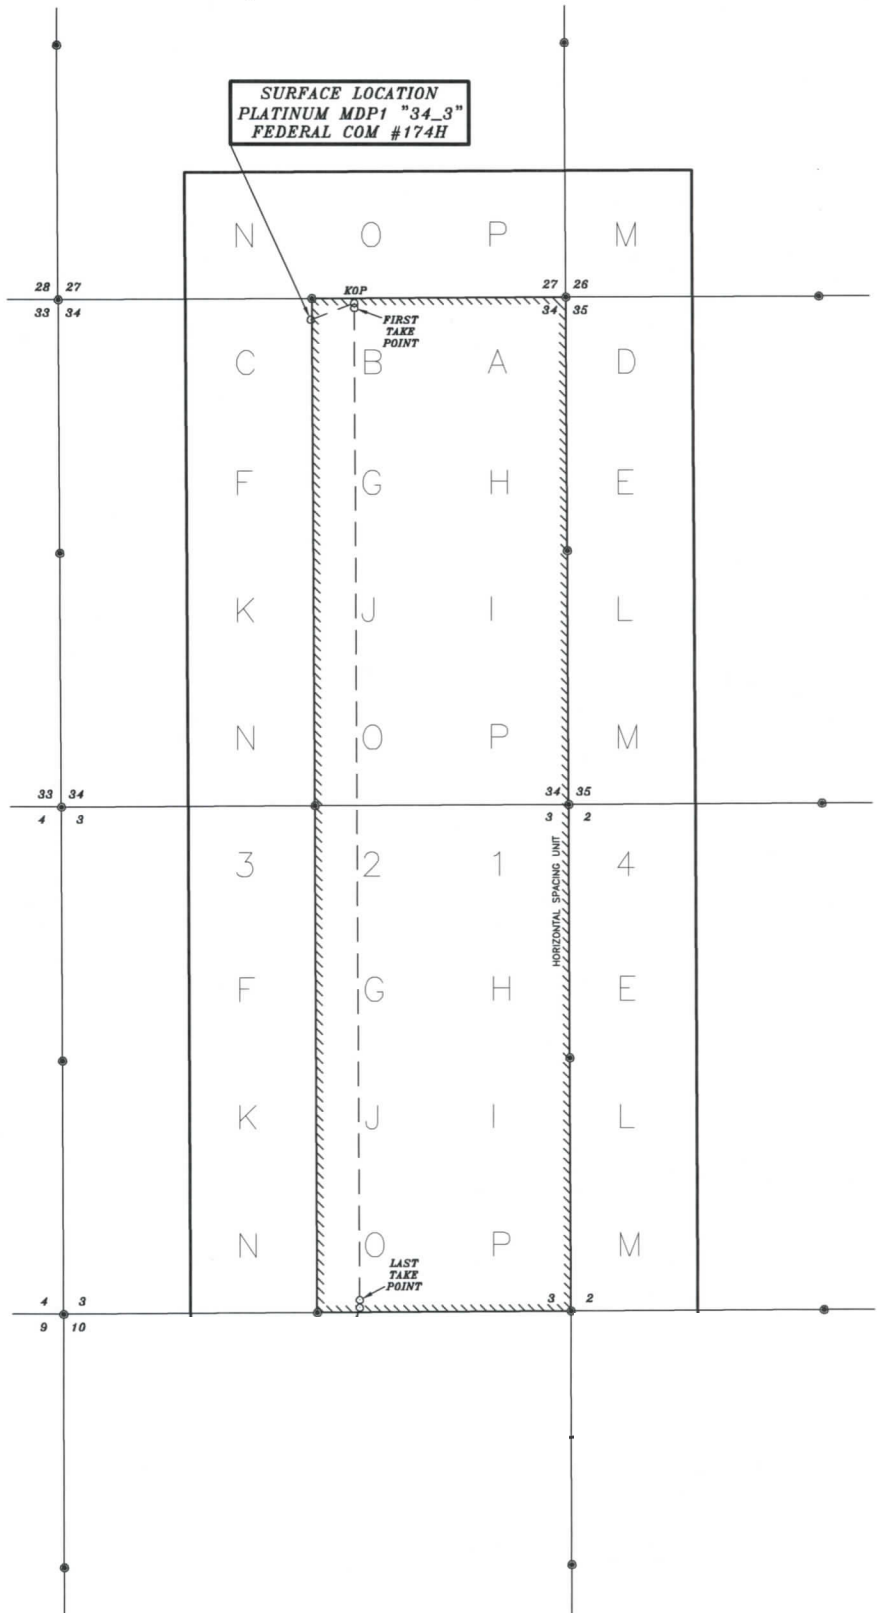 SURFACE LOCATION
PLATINUM MDP1 "34_3"
FEDERAL COM #174H
N O P M
28 27 KOP 27 26
33 34 34 35
FIRST
TAKE
POINT
C B A D
F G H E
K J I L
N O P M
33 34 34 35
4 3 3 2
HORIZONTAL SPACING UNIT
3 2 1 4
F G H E
K J I L
N O P M
LAST
TAKE
POINT
4 3 3 2
9 10